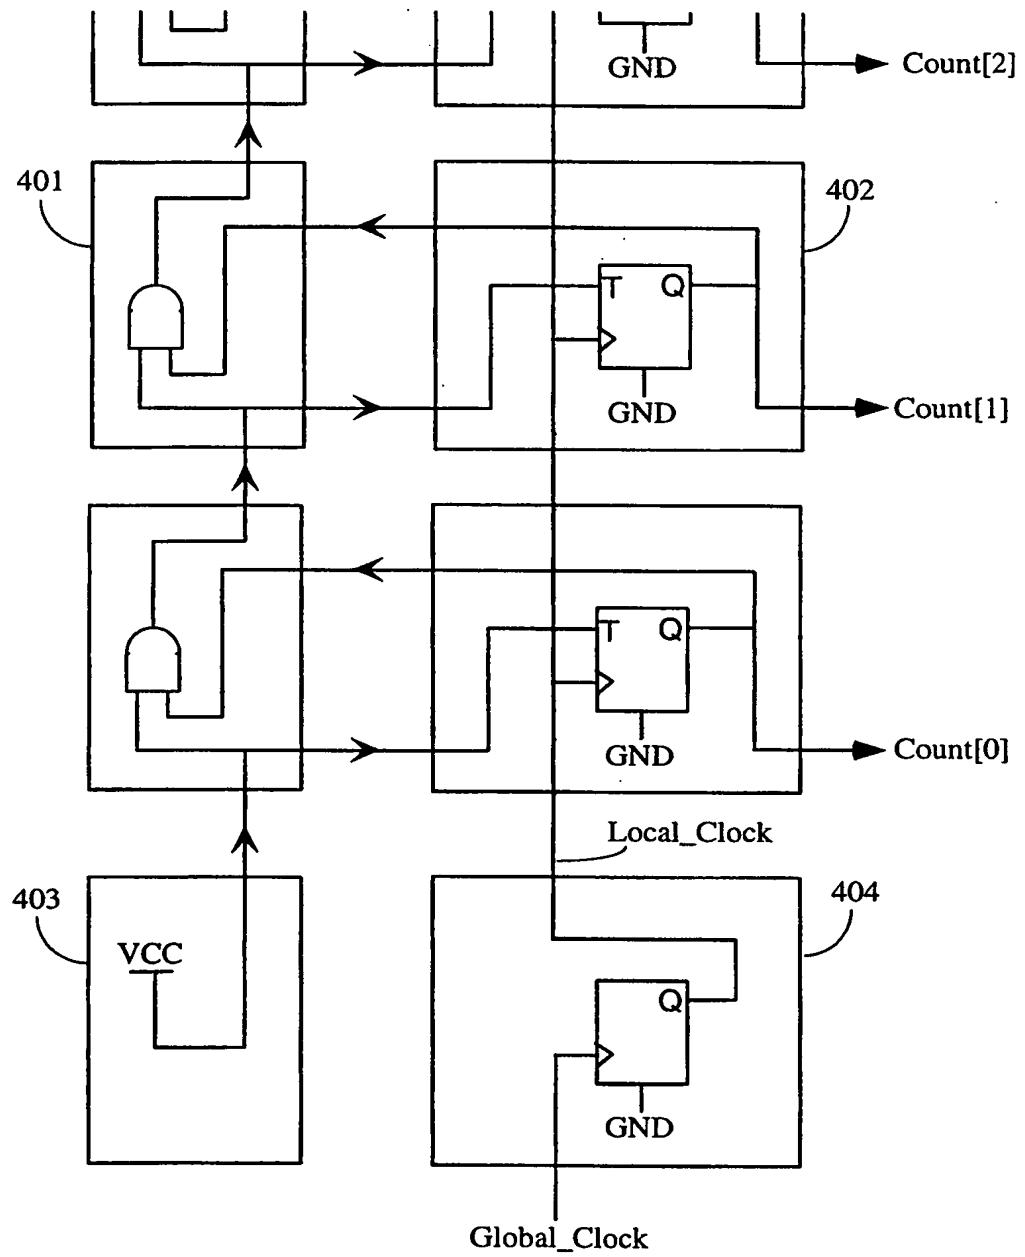 GND
Count[2]
401
402
T Q
GND
Count[1]
T Q
GND
Count[0]
Local_Clock
403
404
VCC
Q
GND
Global_Clock